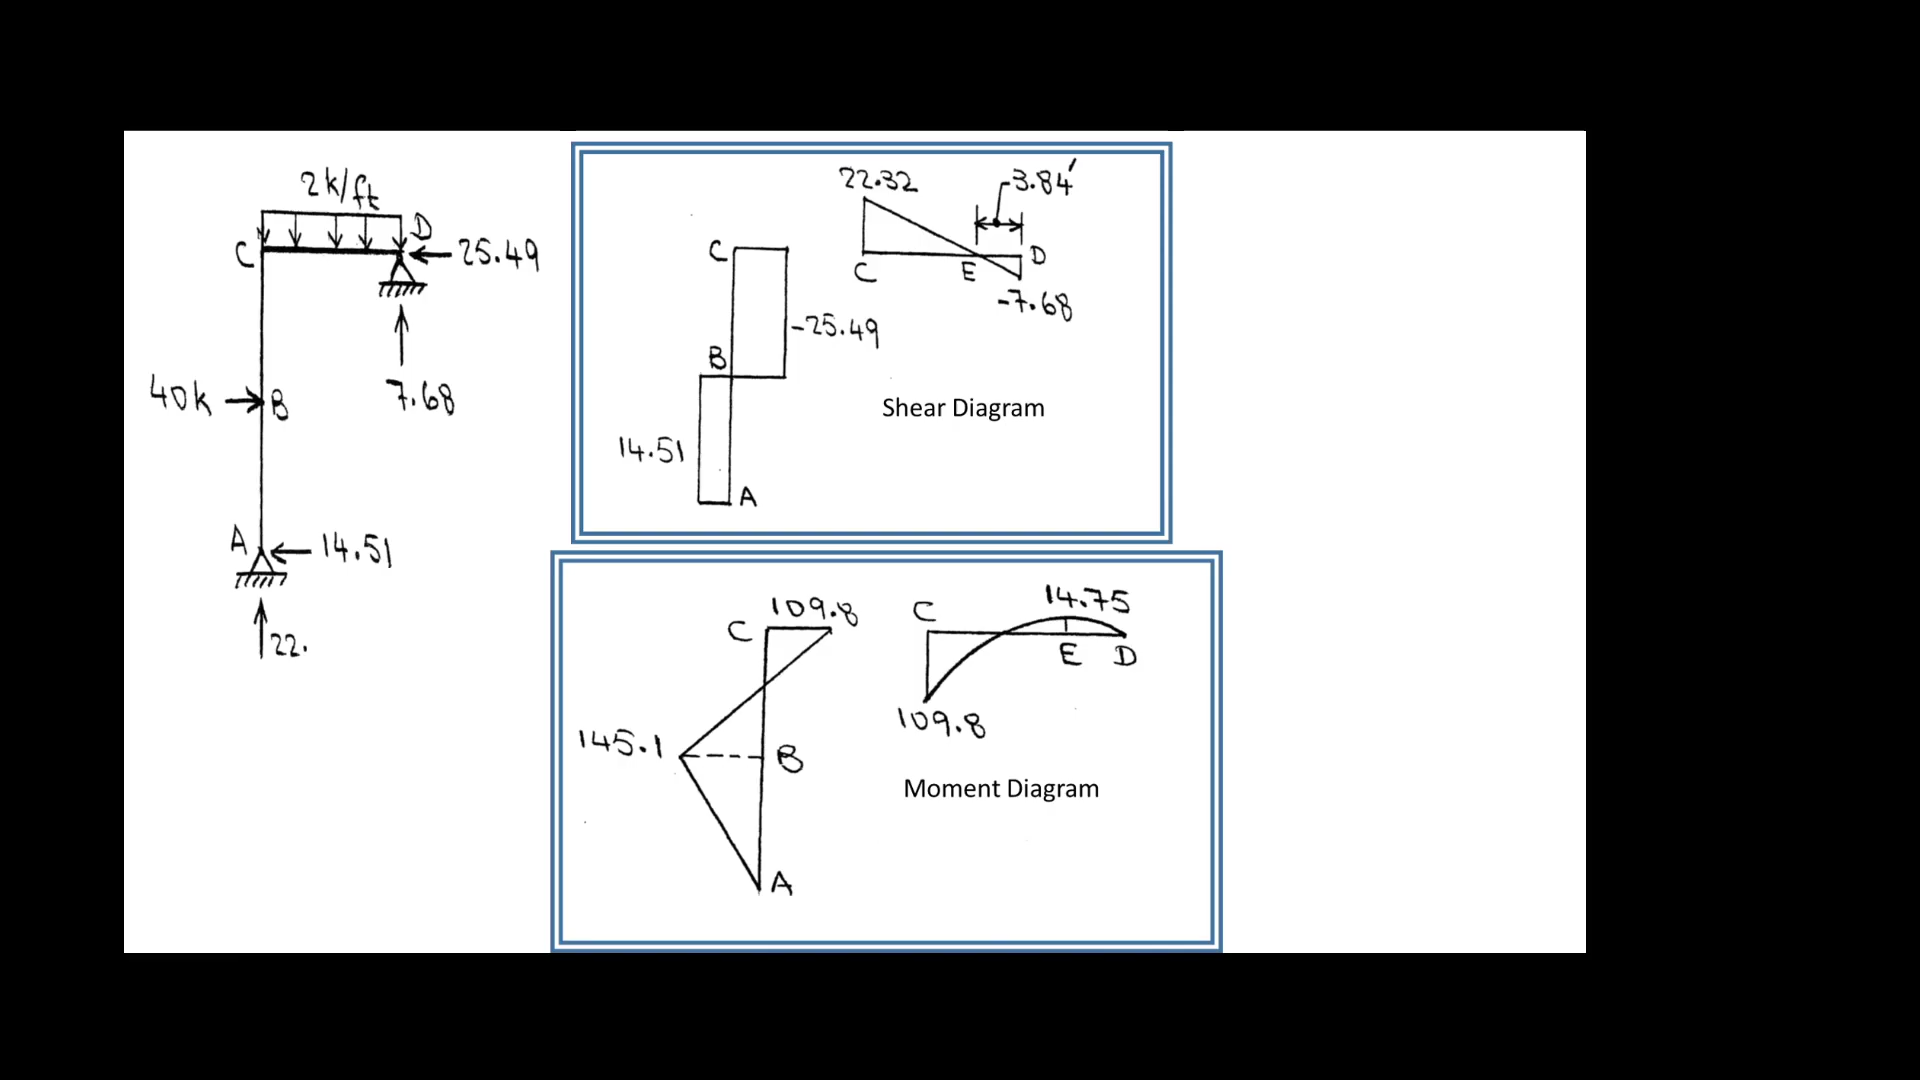 2k/ft
C
D
25.49
40k
B
7.68
A
14.51
22.
22.32
3.84'
C
E
D
-7.68
C
-25.49
B
14.51
A
Shear Diagram
C
109.8
145.1
B
A
C
14.75
E
D
109.8
Moment Diagram